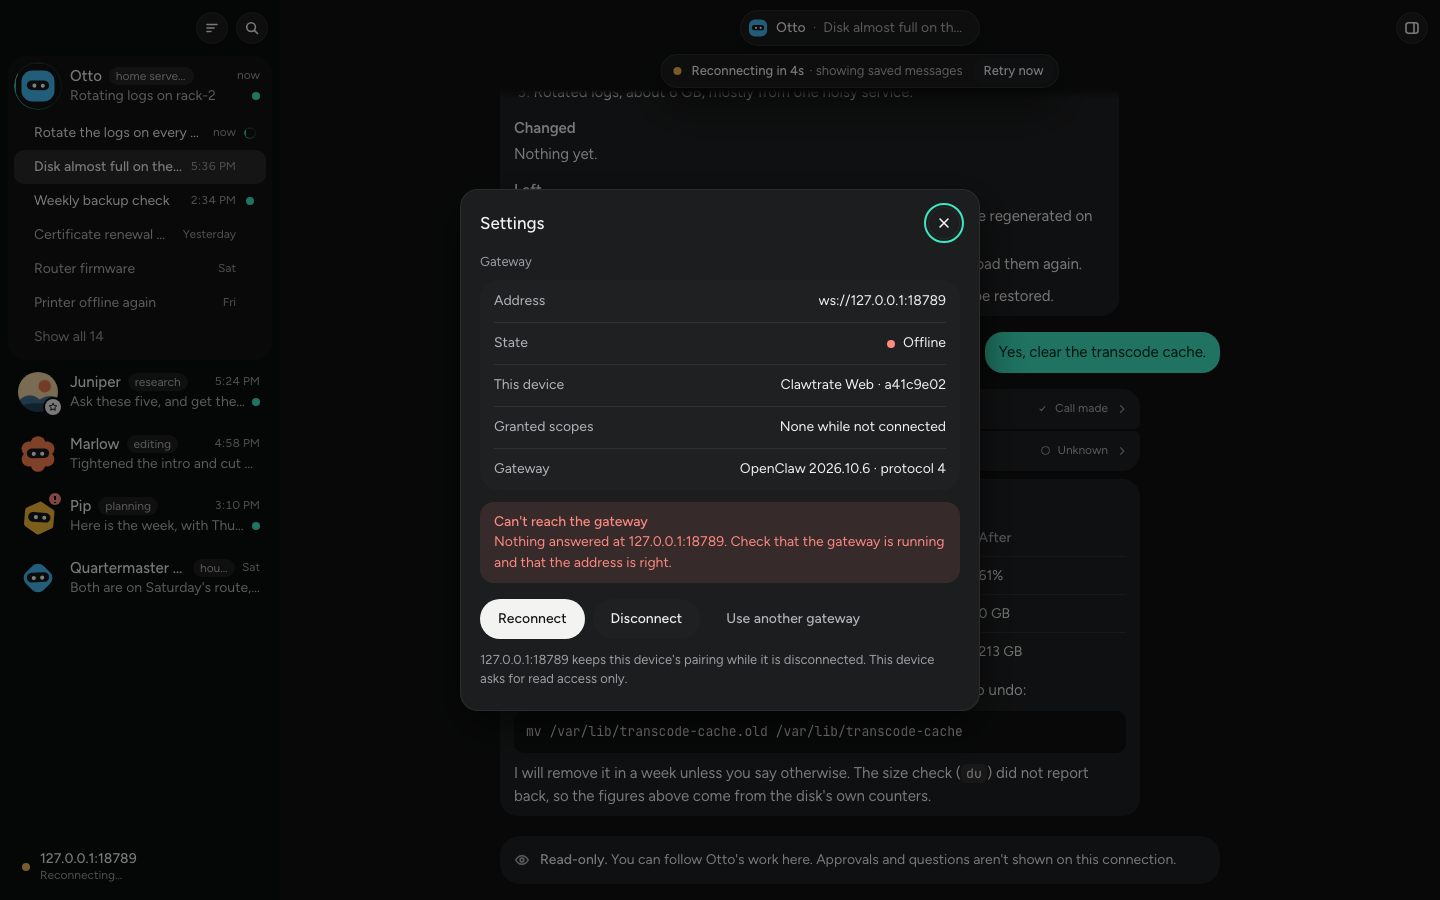 Otto · Disk almost full on th...
Reconnecting in 4s · showing saved messages Retry now
Otto home serve... now
Rotating logs on rack-2
Rotate the logs on every ... now
Disk almost full on the... 5:36 PM
Weekly backup check 2:34 PM
Certificate renewal ... Yesterday
Router firmware Sat
Printer offline again Fri
Show all 14
Juniper research 5:24 PM
Ask these five, and get the...
Marlow editing 4:58 PM
Tightened the intro and cut ...
Pip planning 3:10 PM
Here is the week, with Thu...
Quartermaster ... hou... Sat
Both are on Saturday's route,...
127.0.0.1:18789
Reconnecting...
3. Rotated logs, about 6 GB, mostly from one noisy service.
Changed
Nothing yet.
Left
e regenerated on
oad them again.
be restored.
Yes, clear the transcode cache.
Call made
Unknown
After
61%
0 GB
213 GB
o undo:
mv /var/lib/transcode-cache.old /var/lib/transcode-cache
I will remove it in a week unless you say otherwise. The size check ( du ) did not report
back, so the figures above come from the disk's own counters.
Read-only. You can follow Otto's work here. Approvals and questions aren't shown on this connection.
Settings
Gateway
Address ws://127.0.0.1:18789
State Offline
This device Clawtrate Web · a41c9e02
Granted scopes None while not connected
Gateway OpenClaw 2026.10.6 · protocol 4
Can't reach the gateway
Nothing answered at 127.0.0.1:18789. Check that the gateway is running
and that the address is right.
Reconnect Disconnect Use another gateway
127.0.0.1:18789 keeps this device's pairing while it is disconnected. This device
asks for read access only.